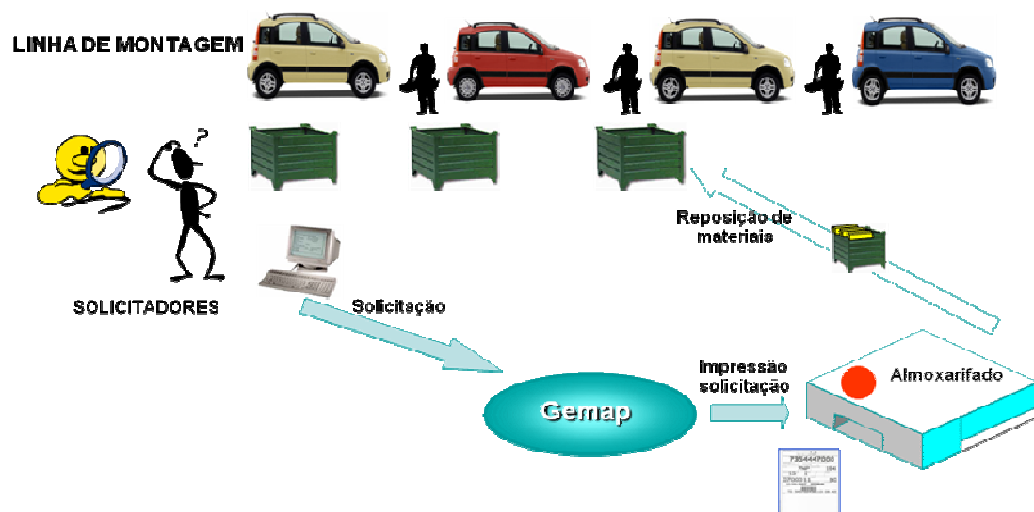 LINHA DE MONTAGEM
?
Reposição de
materiais
SOLICITADORES
Solicitação
Impressão
solicitação
Almoxarifado
Gemap